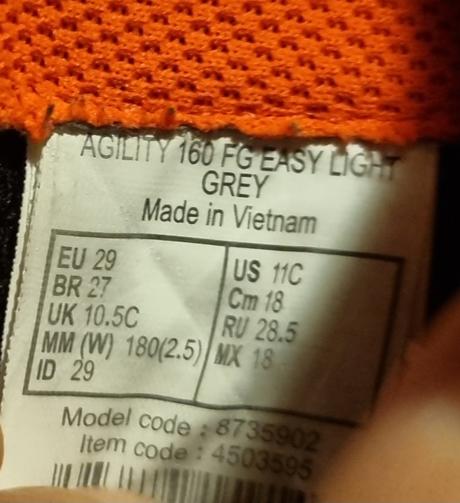 AGILITY 160 FG EASY LIGHT
GREY
Made in Vietnam
EU 29
BR 27
UK 10.5C
MM (W) 180(2.5)
ID 29
US 11C
Cm 18
RU 28.5
MX 18
Model code : 8735902
Item code : 4503595